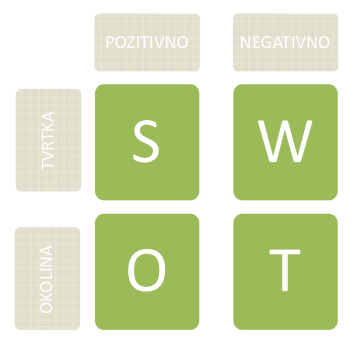 POZITIVNO
NEGATIVNO
TVRTKA
S
W
OKOLINA
O
T